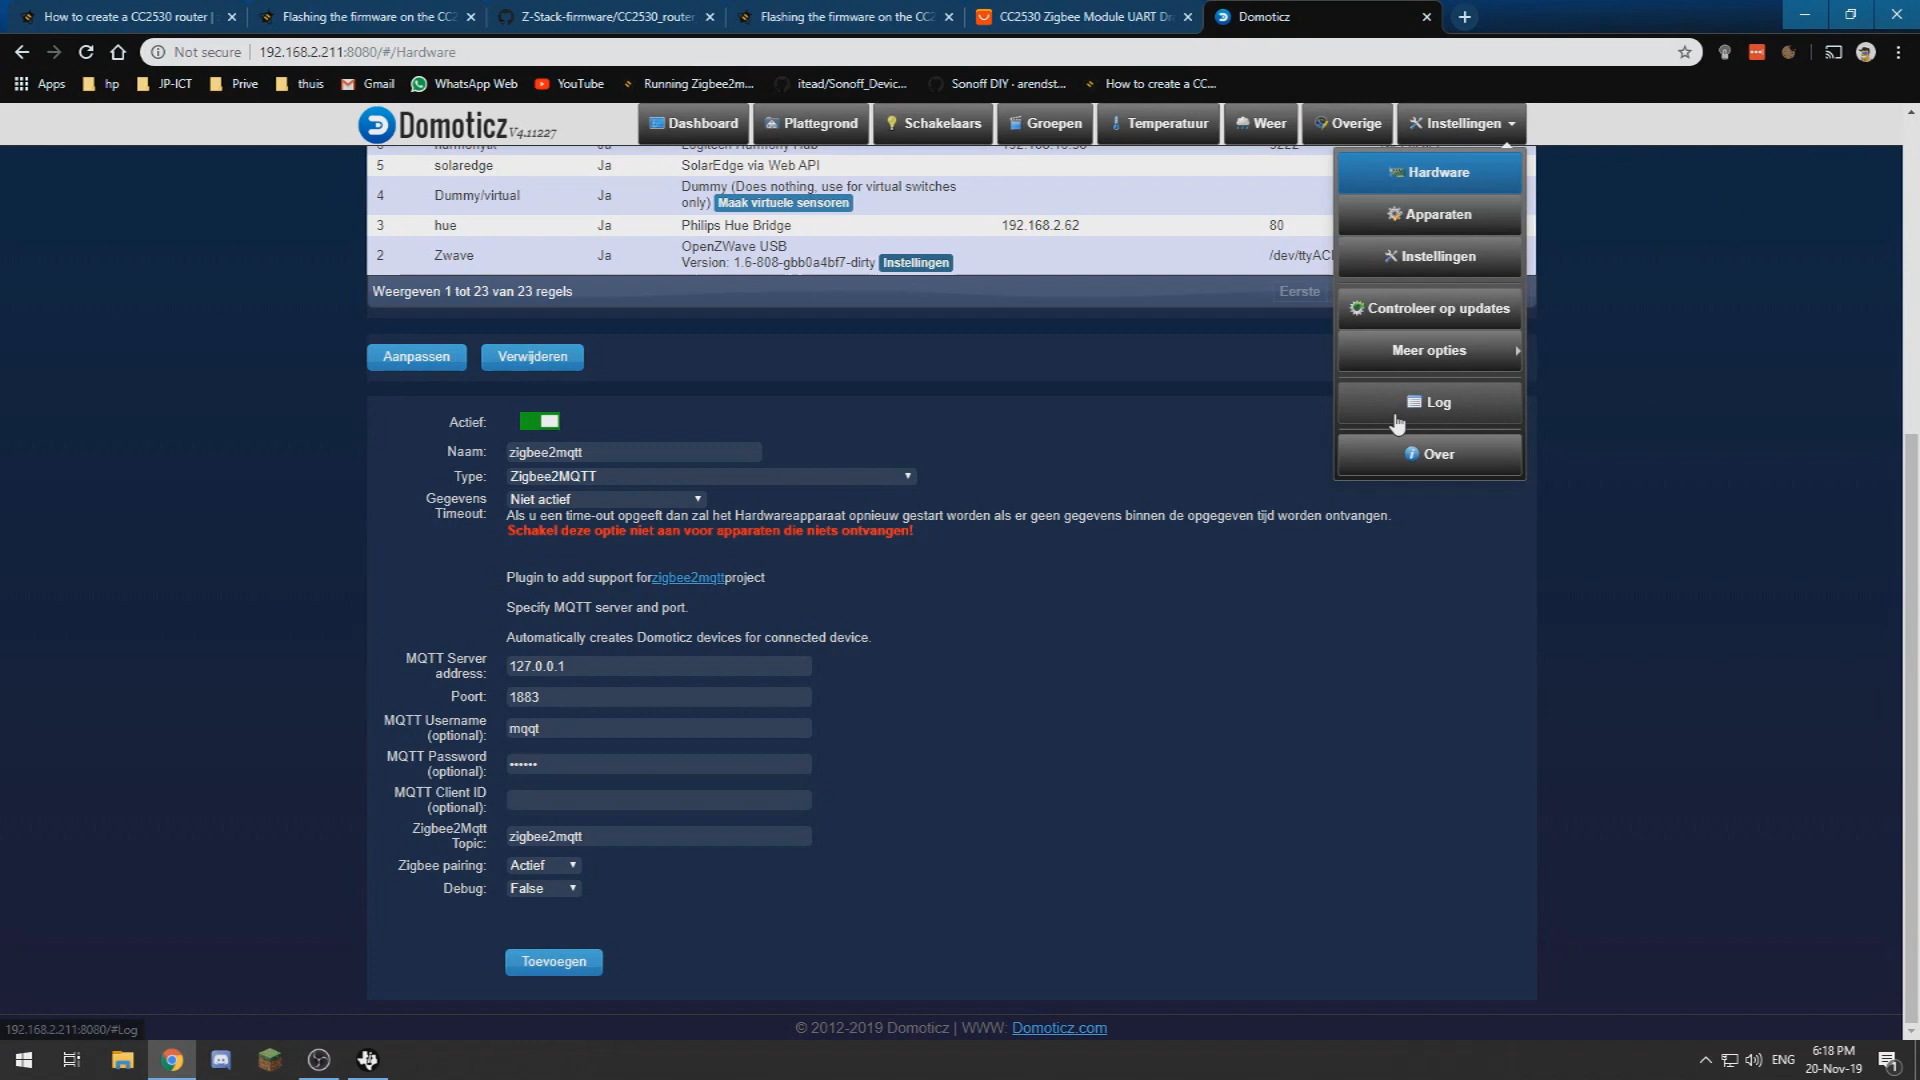 How to create a CC2530 router |
Flashing the firmware on the CC2
Z-Stack-firmware/CC2530_router
Flashing the firmware on the CC2
CC2530 Zigbee Module UART Dr
Domoticz
Not secure
192.168.2.211:8080/#/Hardware
Apps
hp
JP-ICT
Prive
thuis
Gmail
WhatsApp Web
YouTube
Running Zigbee2m...
itead/Sonoff_Devic...
Sonoff DIY · arendst...
How to create a CC...
Domoticz V4.11227
Dashboard
Plattegrond
Schakelaars
Groepen
Temperatuur
Weer
Overige
Instellingen
5 solaredge Ja SolarEdge via Web API
4 Dummy/virtual Ja Dummy (Does nothing, use for virtual switches
only) Maak virtuele sensoren
3 hue Ja Philips Hue Bridge 192.168.2.62 80
2 Zwave Ja OpenZWave USB
Version: 1.6-808-gbb0a4bf7-dirty Instellingen /dev/ttyAC
Weergeven 1 tot 23 van 23 regels Eerste
Hardware
Apparaten
Instellingen
Controleer op updates
Meer opties
Log
Over
Aanpassen Verwijderen
Actief:
Naam: zigbee2mqtt
Type: Zigbee2MQTT
Gegevens Timeout: Niet actief
Als u een time-out opgeeft dan zal het Hardwareapparaat opnieuw gestart worden als er geen gegevens binnen de opgegeven tijd worden ontvangen.
Schakel deze optie niet aan voor apparaten die niets ontvangen!
Plugin to add support forzigbee2mqttproject
Specify MQTT server and port.
Automatically creates Domoticz devices for connected device.
MQTT Server address: 127.0.0.1
Poort: 1883
MQTT Username (optional): mqqt
MQTT Password (optional): ••••••
MQTT Client ID (optional):
Zigbee2Mqtt Topic: zigbee2mqtt
Zigbee pairing: Actief
Debug: False
Toevoegen
© 2012-2019 Domoticz | WWW: Domoticz.com
192.168.2.211:8080/#Log
ENG
6:18 PM
20-Nov-19
1